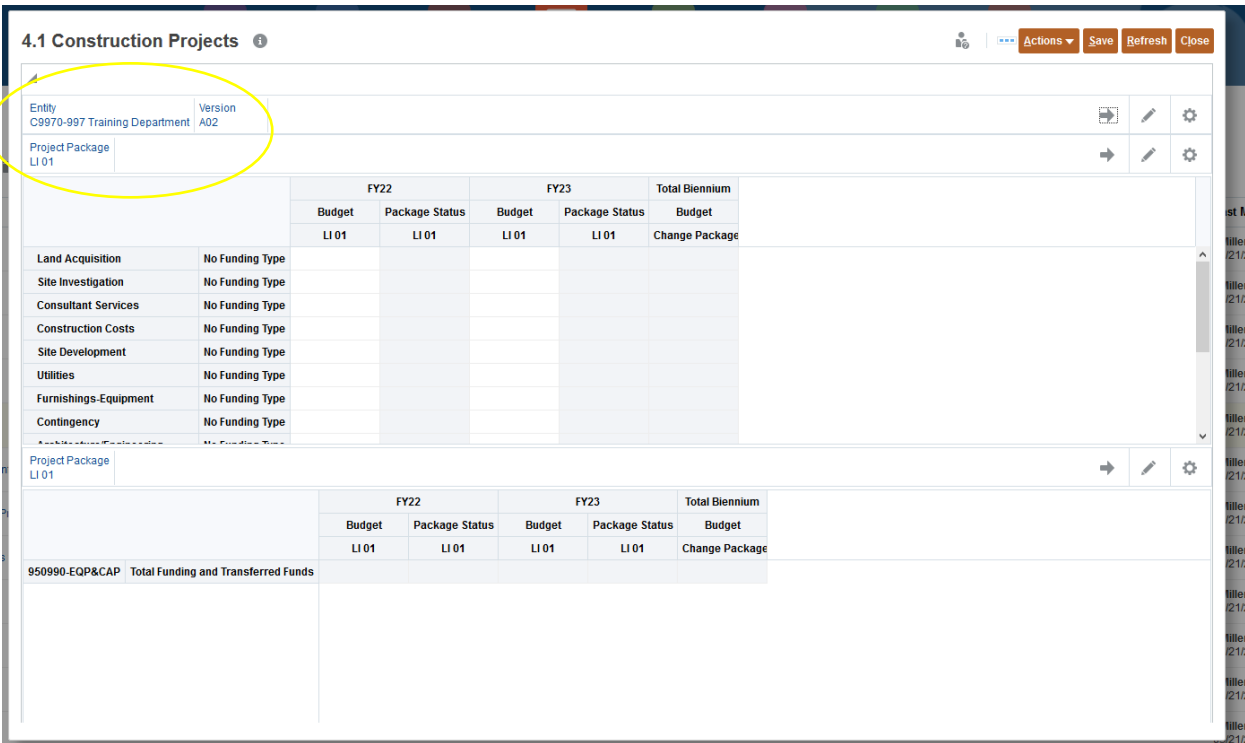 4.1 Construction Projects
Actions Save Refresh Close
Entity Version
C9970-997 Training Department A02
Project Package
LI 01
FY22 FY23 Total Biennium
Budget Package Status Budget Package Status Budget
LI 01 LI 01 LI 01 LI 01 Change Package
Land Acquisition No Funding Type
Site Investigation No Funding Type
Consultant Services No Funding Type
Construction Costs No Funding Type
Site Development No Funding Type
Utilities No Funding Type
Furnishings-Equipment No Funding Type
Contingency No Funding Type
Project Package
LI 01
FY22 FY23 Total Biennium
Budget Package Status Budget Package Status Budget
LI 01 LI 01 LI 01 LI 01 Change Package
950990-EQP&CAP Total Funding and Transferred Funds